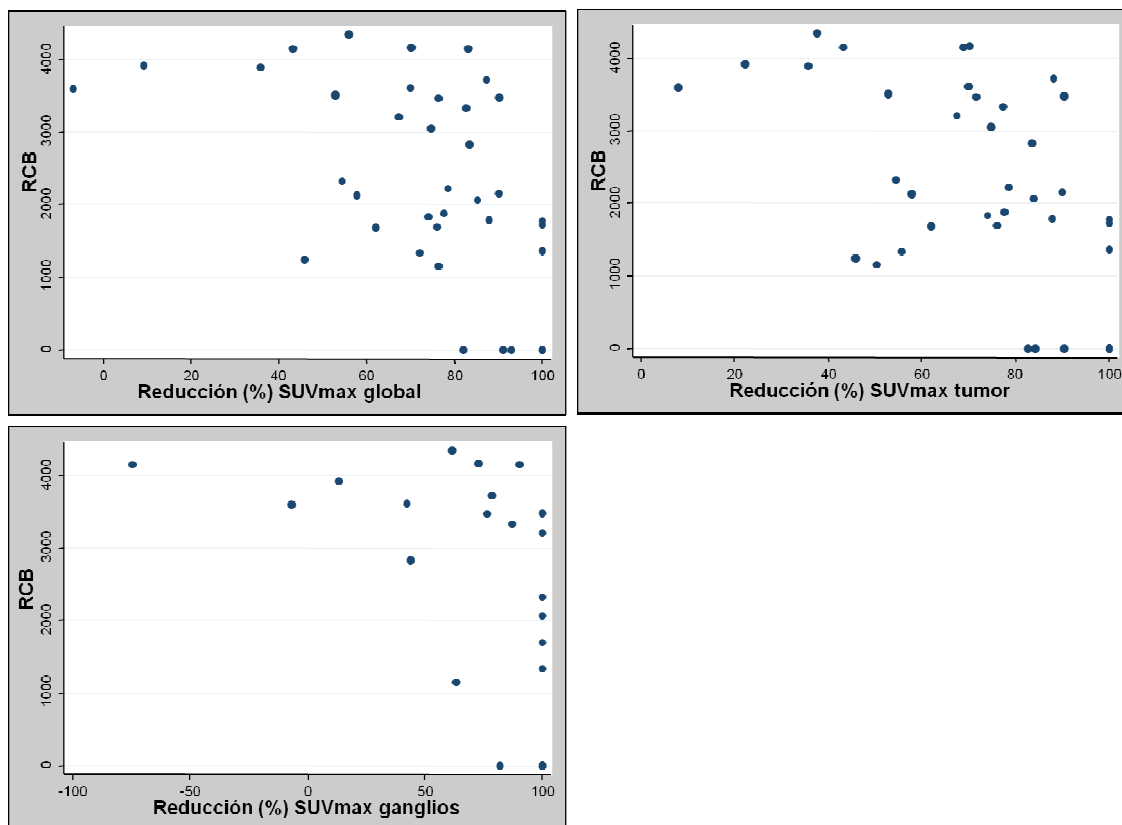 4000
3000
2000
1000
0
RCB
0 20 40 60 80 100
Reducción (%) SUVmax global
4000
3000
2000
1000
0
RCB
0 20 40 60 80 100
Reducción (%) SUVmax tumor
4000
3000
2000
1000
0
RCB
-100 -50 0 50 100
Reducción (%) SUVmax ganglios